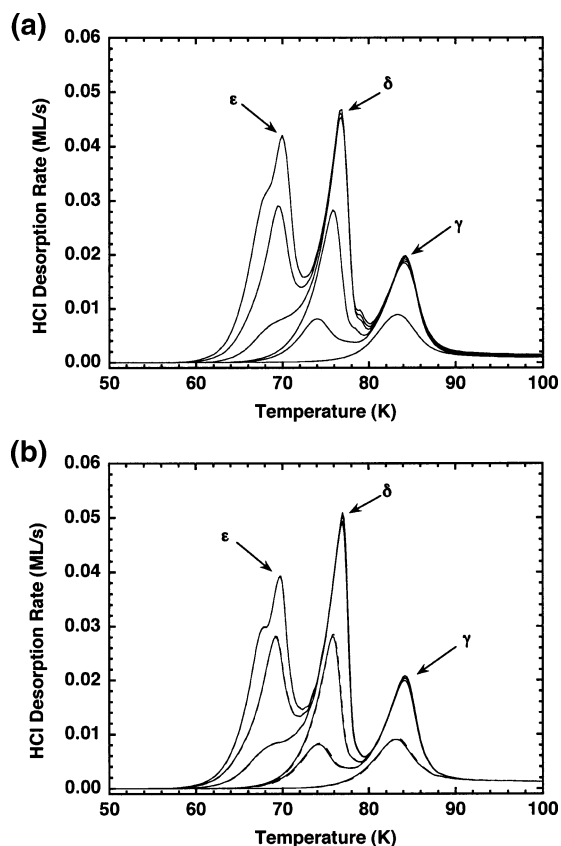 (a)
HCl Desorption Rate (ML/s)
0.06
0.05
0.04
0.03
0.02
0.01
0.00
ε
δ
γ
50 60 70 80 90 100
Temperature (K)
(b)
HCl Desorption Rate (ML/s)
0.06
0.05
0.04
0.03
0.02
0.01
0.00
ε
δ
γ
50 60 70 80 90 100
Temperature (K)